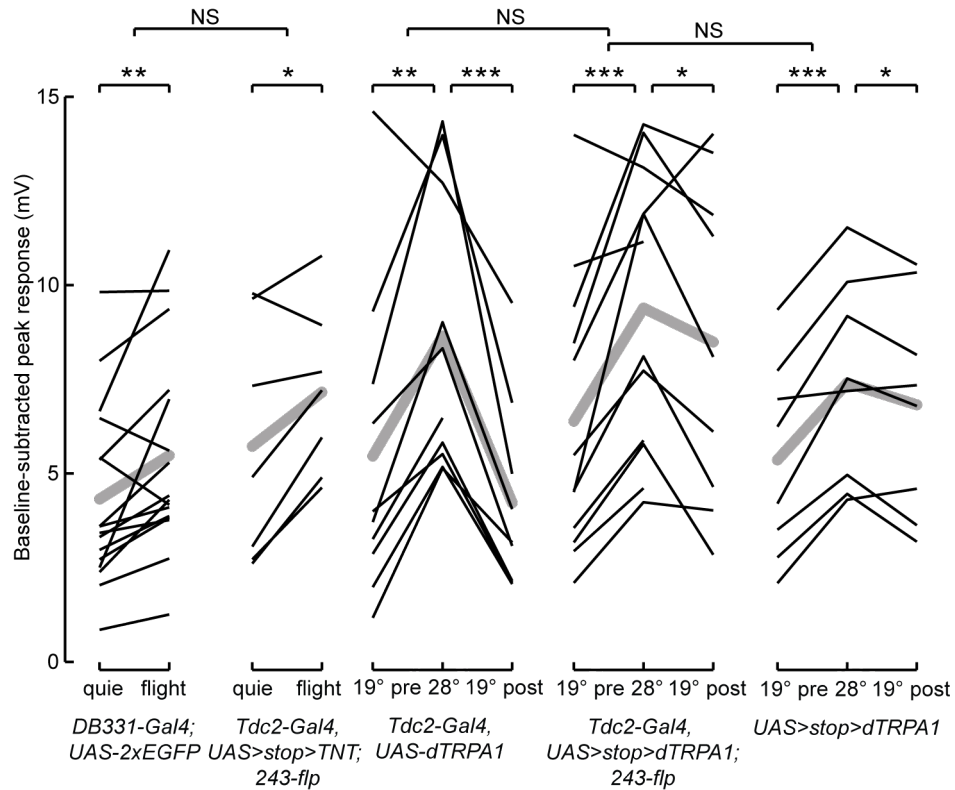 NS
NS
NS
** * ** *** *** * *** *
15
10
5
0
Baseline-subtracted peak response (mV)
quie flight quie flight 19° pre 28° 19° post 19° pre 28° 19° post 19° pre 28° 19° post
DB331-Gal4;
UAS-2xEGFP
Tdc2-Gal4,
UAS>stop>TNT;
243-flp
Tdc2-Gal4,
UAS-dTRPA1
Tdc2-Gal4,
UAS>stop>dTRPA1;
243-flp
UAS>stop>dTRPA1